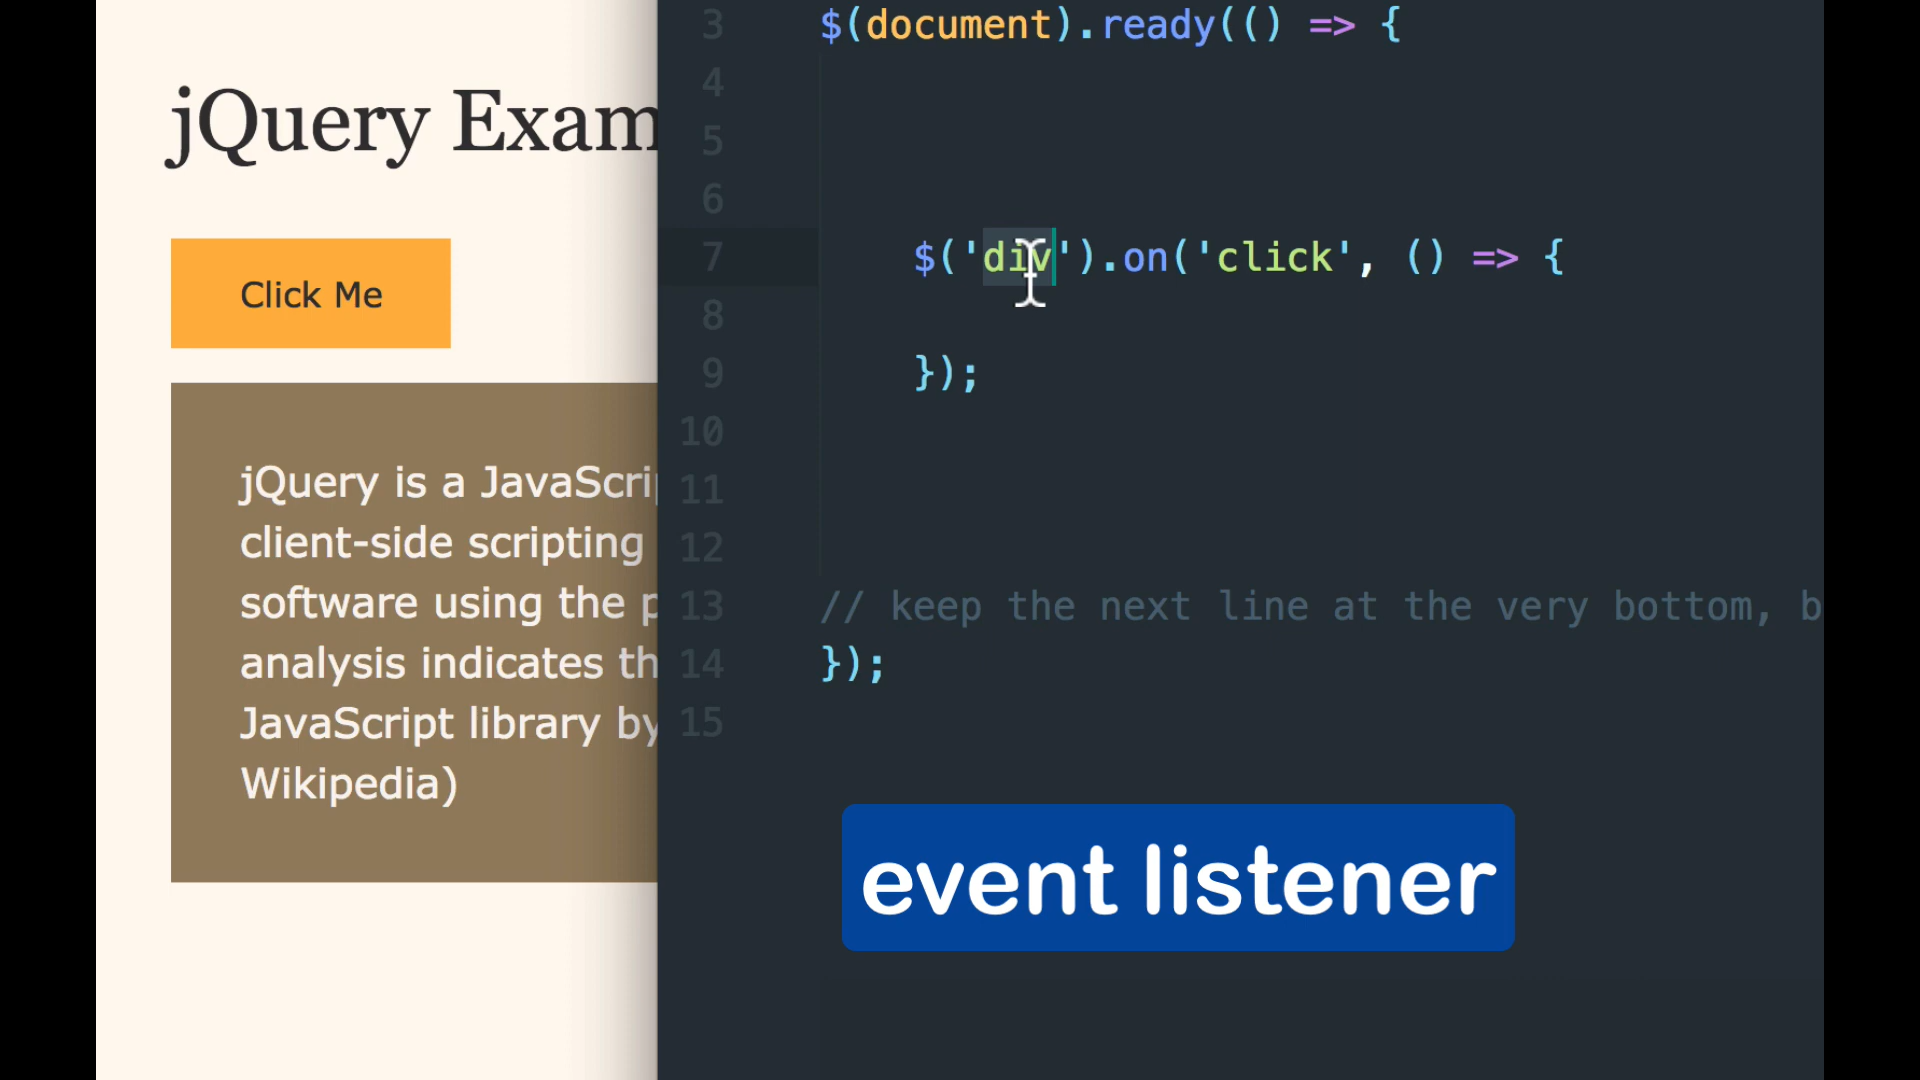 jQuery Exam
Click Me
jQuery is a JavaScrip
client-side scripting
software using the p
analysis indicates th
JavaScript library by
Wikipedia)
3 $(document).ready(() => {
4
5
6
7 $('div').on('click', () => {
8
9 });
10
11
12
13 // keep the next line at the very bottom, b
14 });
15
event listener